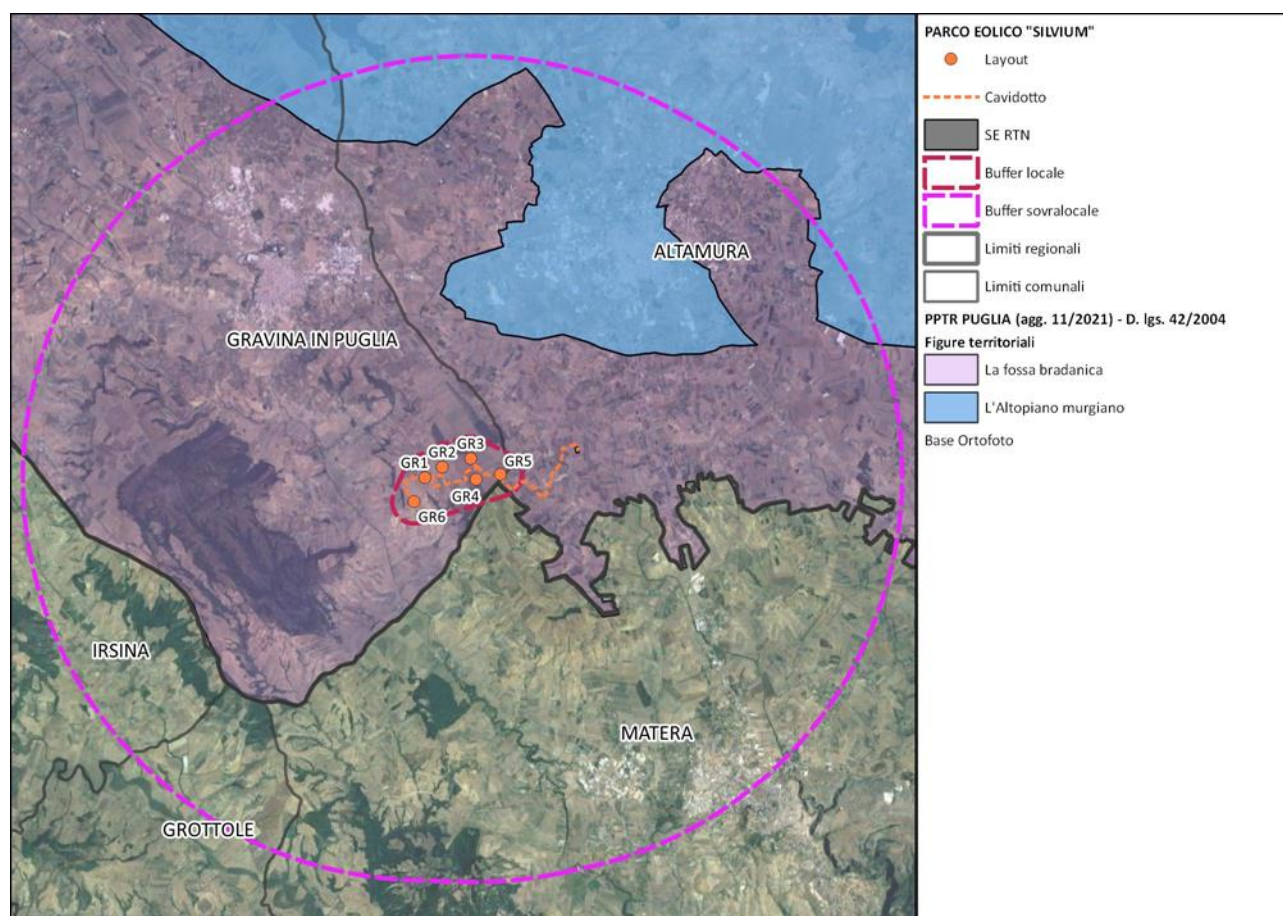 ALTAMURA
GRAVINA IN PUGLIA
GR3
GR2
GR1
GR5
GR4
GR6
IRSINA
MATERA
GROTTOLE
PARCO EOLICO "SILVIUM"
Layout
Cavidotto
SE RTN
Buffer locale
Buffer sovralocale
Limiti regionali
Limiti comunali
PPTR PUGLIA (agg. 11/2021) - D. lgs. 42/2004
Figure territoriali
La fossa bradanica
L'Altopiano murgiano
Base Ortofoto